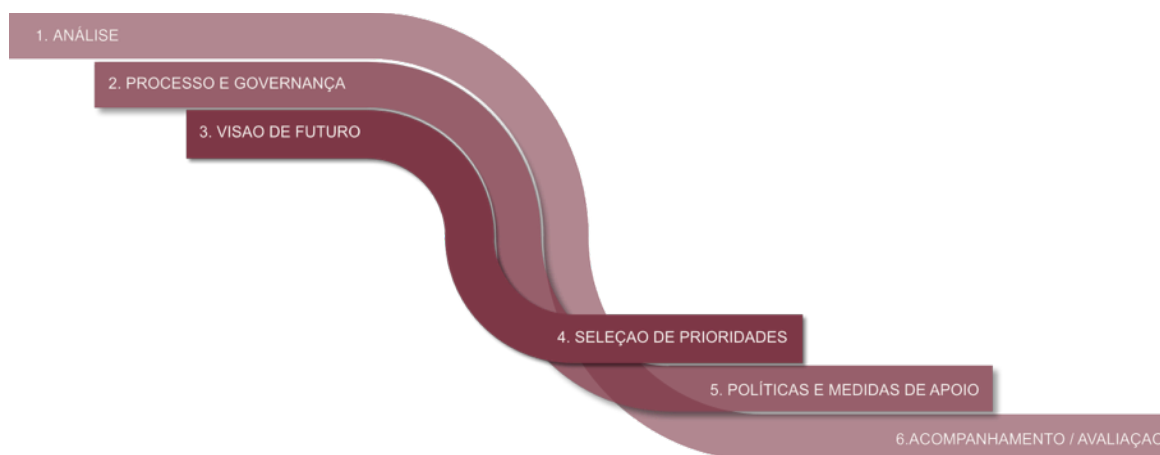 1. ANÁLISE
2. PROCESSO E GOVERNANÇA
3. VISAO DE FUTURO
4. SELEÇAO DE PRIORIDADES
5. POLÍTICAS E MEDIDAS DE APOIO
6.ACOMPANHAMENTO / AVALIAÇAO